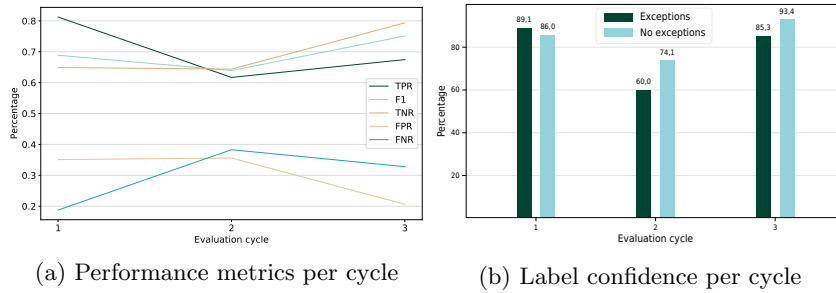 0.8
0.7
0.6
0.5
0.4
0.3
0.2
Percentage
TPR
F1
TNR
FPR
FNR
1
2
3
Evaluation cycle
(a) Performance metrics per cycle
80
60
40
20
Percentage
Exceptions
No exceptions
89,1
86,0
60,0
74,1
85,3
93,4
1
2
3
Evaluation cycle
(b) Label confidence per cycle